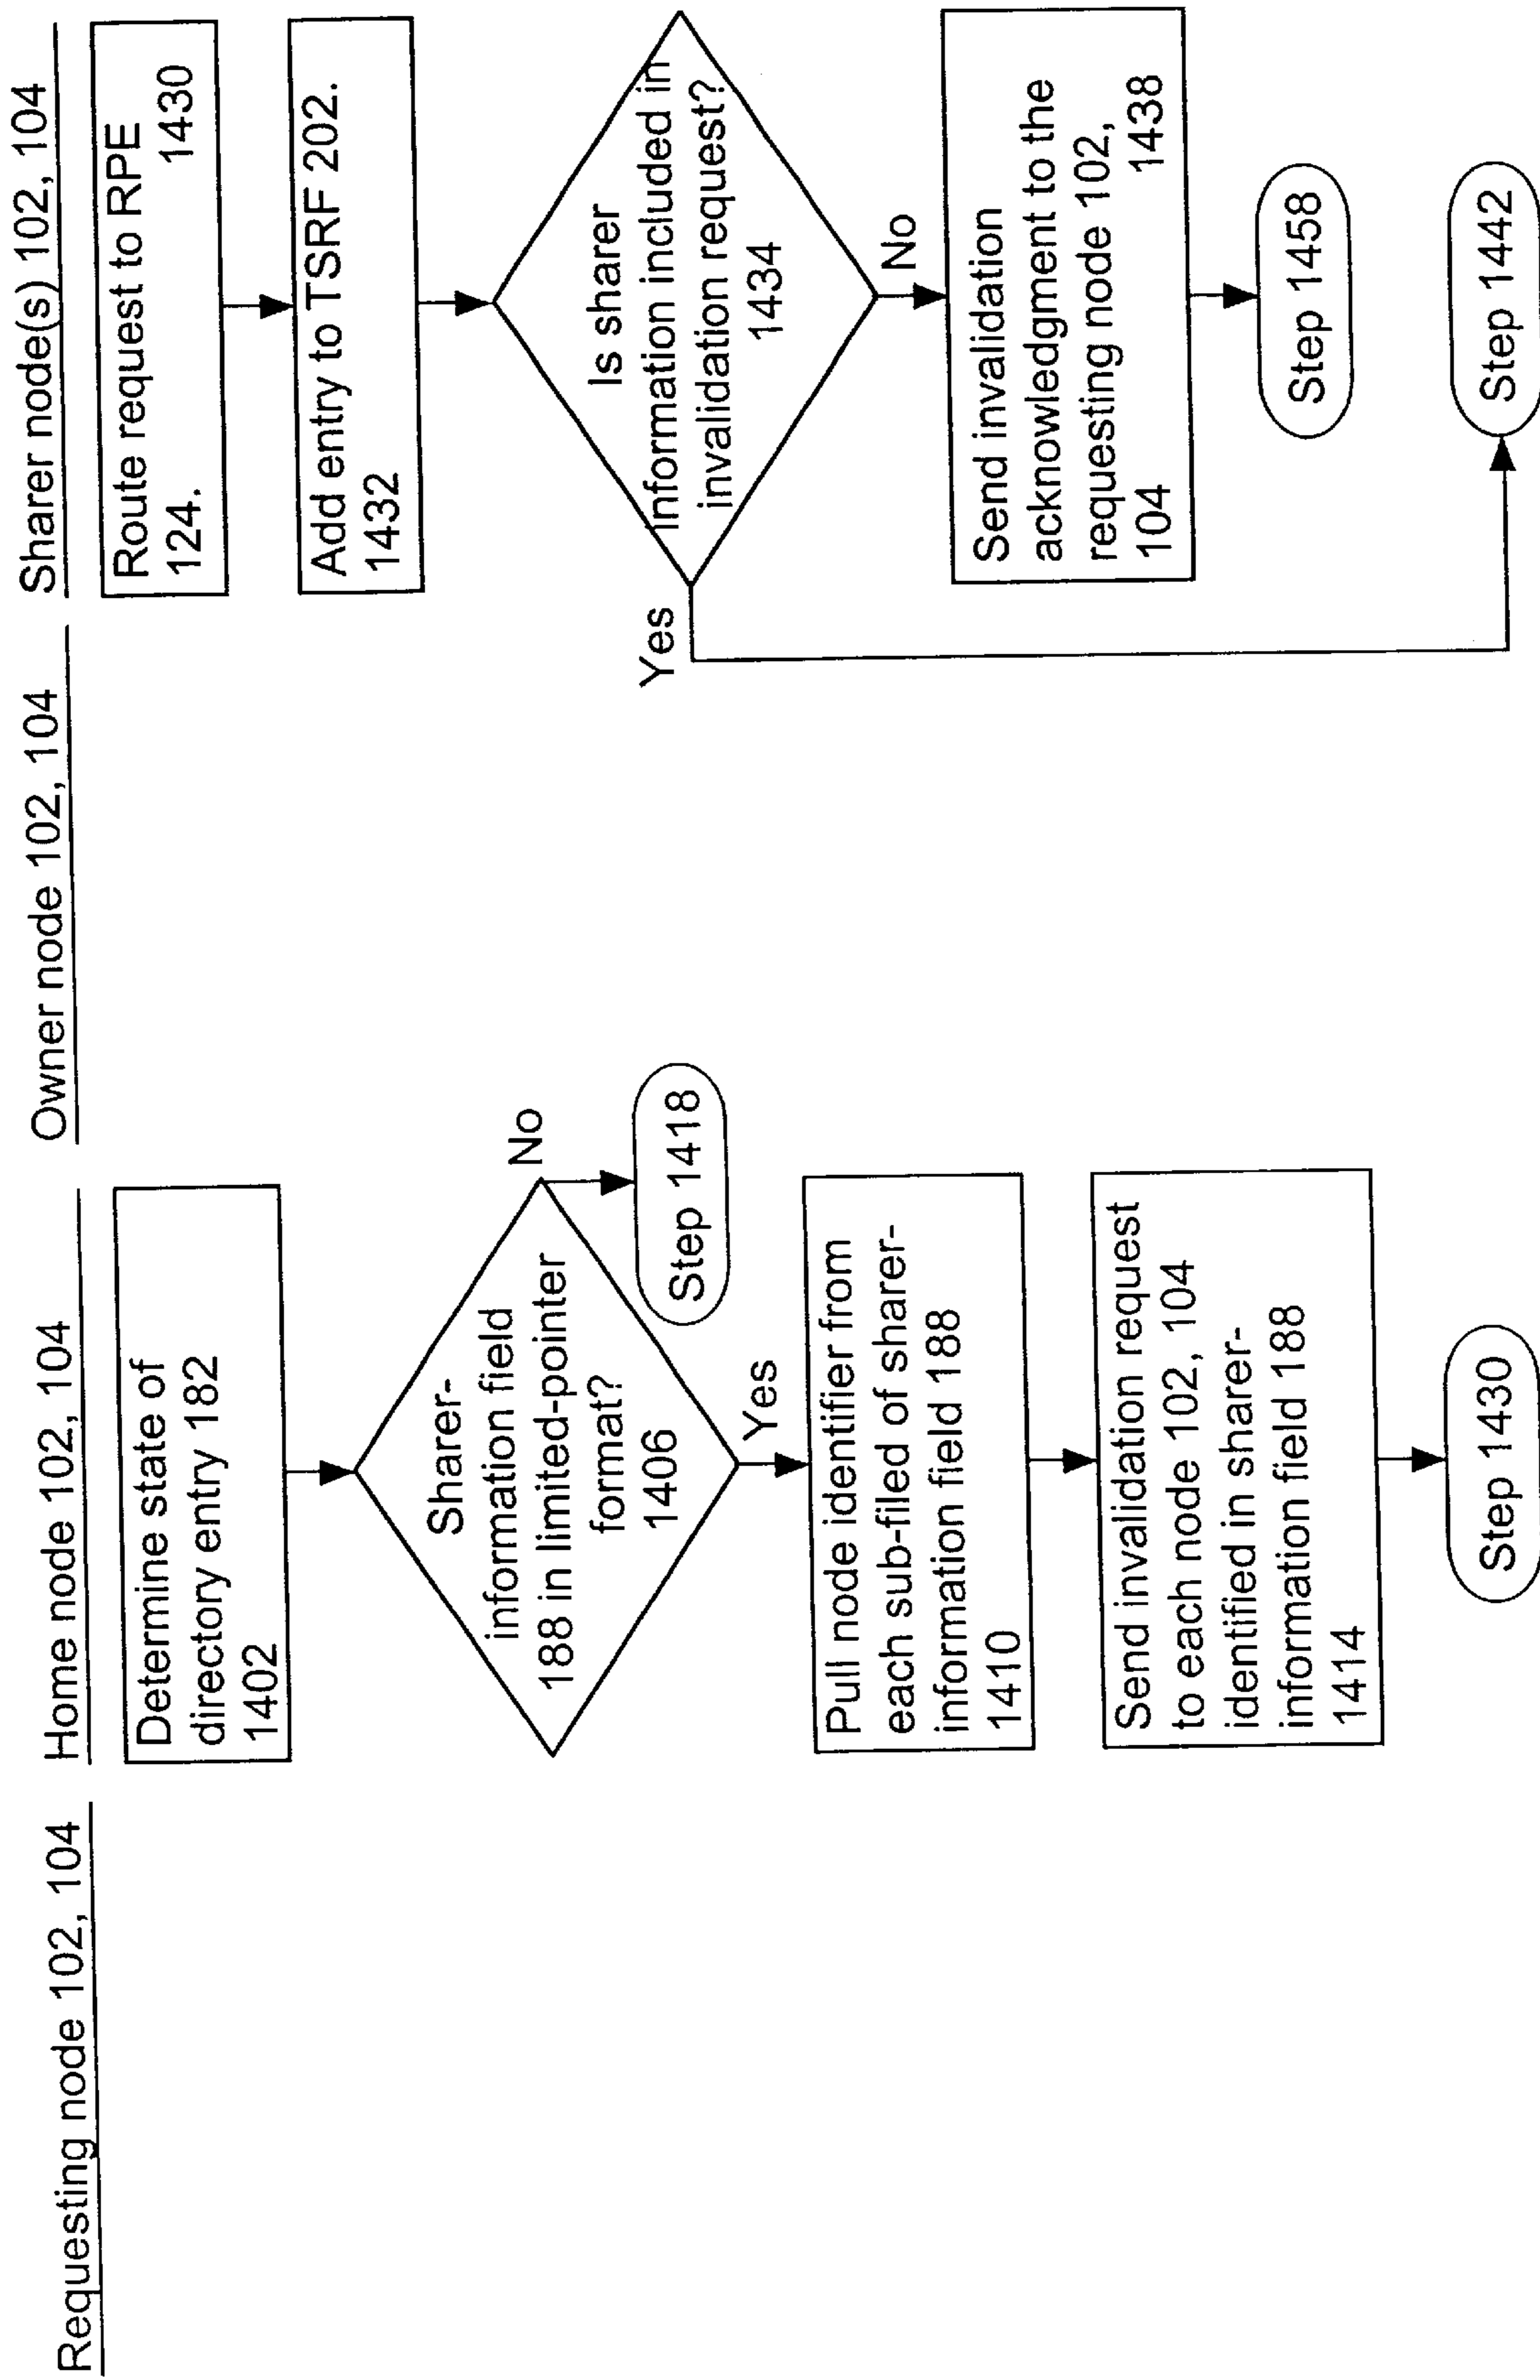 Requesting node 102, 104
Home node 102, 104
Owner node 102, 104
Sharer node(s) 102, 104
Determine state of
directory entry 182
1402
Sharer-
information field
188 in limited-pointer
format?
1406
No
Step 1418
Yes
Pull node identifier from
each sub-filed of sharer-
information field 188
1410
Send invalidation request
to each node 102, 104
identified in sharer-
information field 188
1414
Step 1430
Route request to RPE
124. 1430
Add entry to TSRF 202.
1432
Is sharer
information included in
invalidation request?
1434
Yes
No
Send invalidation
acknowledgment to the
requesting node 102,
104 1438
Step 1458
Step 1442